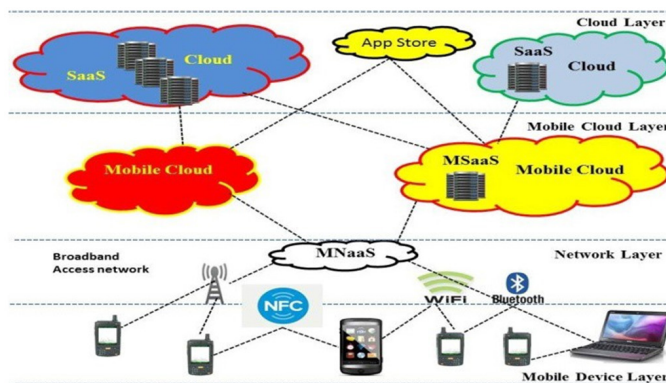 Cloud Layer
SaaS
Cloud
App Store
SaaS
Cloud
Mobile Cloud Layer
Mobile Cloud
MSaaS
Mobile Cloud
Network Layer
Broadband
Access network
MNaaS
NFC
WiFi
Bluetooth
Mobile Device Layer